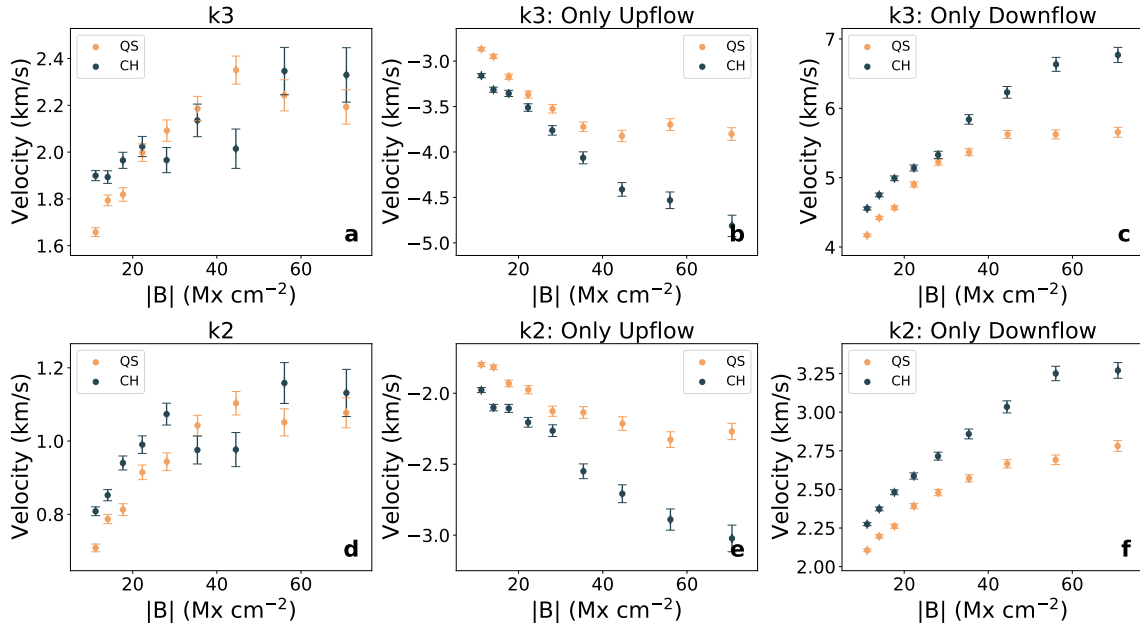 k3
k3: Only Upflow
k3: Only Downflow
QS
CH
QS
CH
QS
CH
2.4
2.2
2.0
1.8
1.6
−3.0
−3.5
−4.0
−4.5
−5.0
7
6
5
4
Velocity (km/s)
Velocity (km/s)
Velocity (km/s)
a
b
c
20 40 60
20 40 60
20 40 60
|B| (Mx cm⁻²)
|B| (Mx cm⁻²)
|B| (Mx cm⁻²)
k2
k2: Only Upflow
k2: Only Downflow
QS
CH
QS
CH
QS
CH
1.2
1.0
0.8
−2.0
−2.5
−3.0
3.25
3.00
2.75
2.50
2.25
2.00
Velocity (km/s)
Velocity (km/s)
Velocity (km/s)
d
e
f
20 40 60
20 40 60
20 40 60
|B| (Mx cm⁻²)
|B| (Mx cm⁻²)
|B| (Mx cm⁻²)